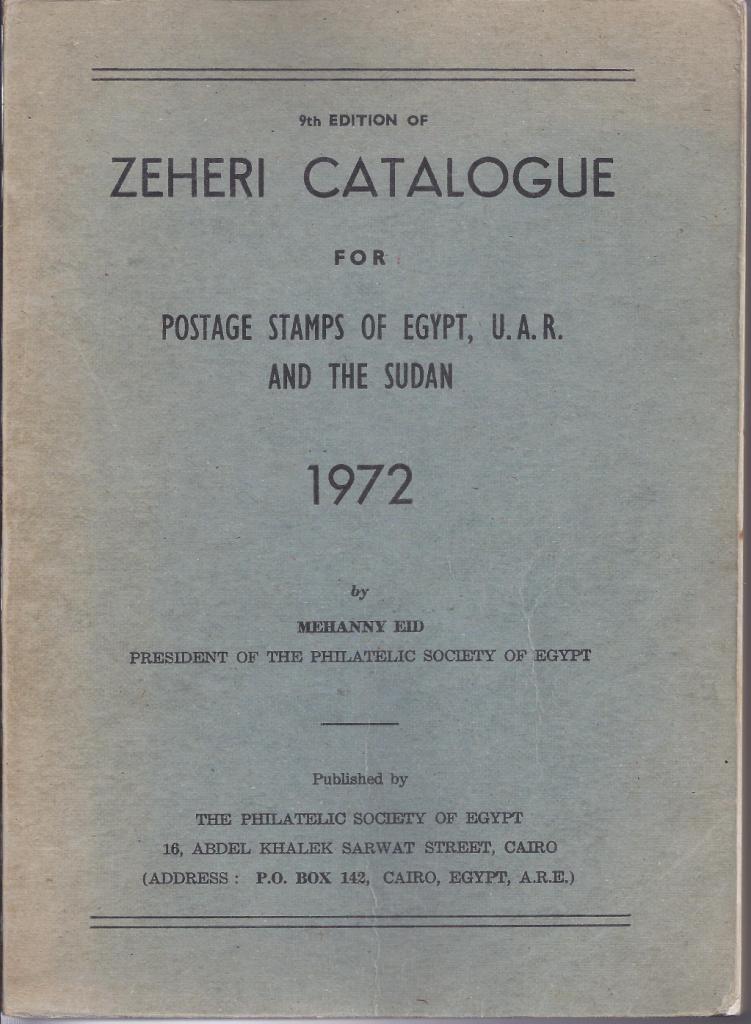 9th EDITION OF
ZEHERI CATALOGUE
FOR
POSTAGE STAMPS OF EGYPT, U.A.R.
AND THE SUDAN
1972
by
MEHANNY EID
PRESIDENT OF THE PHILATELIC SOCIETY OF EGYPT
Published by
THE PHILATELIC SOCIETY OF EGYPT
16, ABDEL KHALEK SARWAT STREET, CAIRO
(ADDRESS : P.O. BOX 142, CAIRO, EGYPT, A.R.E.)